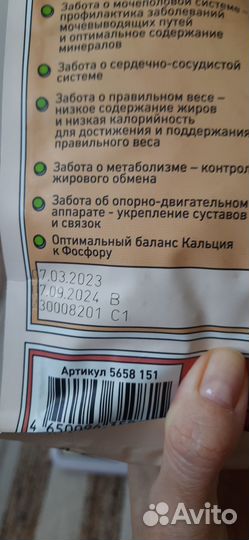 Забота о мочеполовой системе –
профилактика заболеваний
мочевыводящих путей
и оптимальное содержание
минералов
Забота о сердечно-сосудистой
системе
Забота о правильном весе –
низкое содержание жиров
и низкая калорийность
для достижения и поддержания
правильного веса
Забота о метаболизме – контроль
жирового обмена
Забота об опорно-двигательном
аппарате - укрепление суставов
и связок
Оптимальный баланс Кальция
к Фосфору
07.03.2023
17.09.2024 В
30008201 С1
Артикул 5658 151
Avito